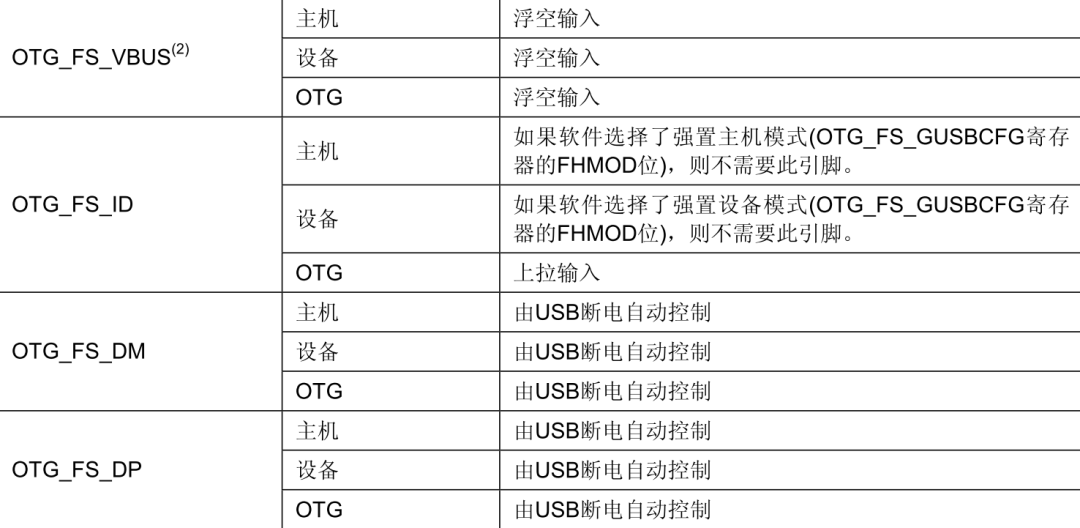 OTG_FS_VBUS(2)
主机
浮空输入
设备
浮空输入
OTG
浮空输入
OTG_FS_ID
主机
如果软件选择了强置主机模式(OTG_FS_GUSBCFG寄存
器的FHMOD位)，则不需要此引脚。
设备
如果软件选择了强置设备模式(OTG_FS_GUSBCFG寄存
器的FHMOD位)，则不需要此引脚。
OTG
上拉输入
OTG_FS_DM
主机
由USB断电自动控制
设备
由USB断电自动控制
OTG
由USB断电自动控制
OTG_FS_DP
主机
由USB断电自动控制
设备
由USB断电自动控制
OTG
由USB断电自动控制